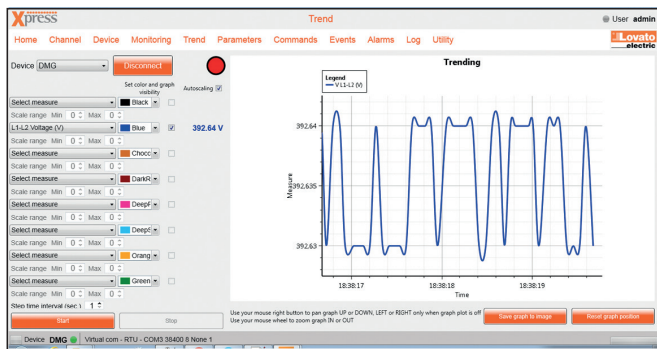 Xpress
Trend
User admin
Home Channel Device Monitoring Trend Parameters Commands Events Alarms Log Utility
Lovato
electric
Device DMG Disconnect
Set color and graph
visibility
Autoscaling
Select measure Black
Scale range Min 0 Max 0
L1-L2 Voltage (V) Blue 392.64 V
Scale range Min 0 Max 0
Select measure Chocc
Scale range Min 0 Max 0
Select measure DarkR
Scale range Min 0 Max 0
Select measure DeepF
Scale range Min 0 Max 0
Select measure DeepS
Scale range Min 0 Max 0
Select measure Orang
Scale range Min 0 Max 0
Select measure Green
Scale range Min 0 Max 0
Step time interval (sec.) 1
Start Stop
Trending
Legend
V L1-L2 (V)
Measure
392.64
392.635
392.63
18:38:17 18:38:18 18:38:19
Time
Use your mouse right button to pan graph UP or DOWN, LEFT or RIGHT only when graph plot is off
Use your mouse wheel to zoom graph IN or OUT
Save graph to image
Reset graph position
Device DMG Virtual com - RTU - COM3 38400 8 None 1